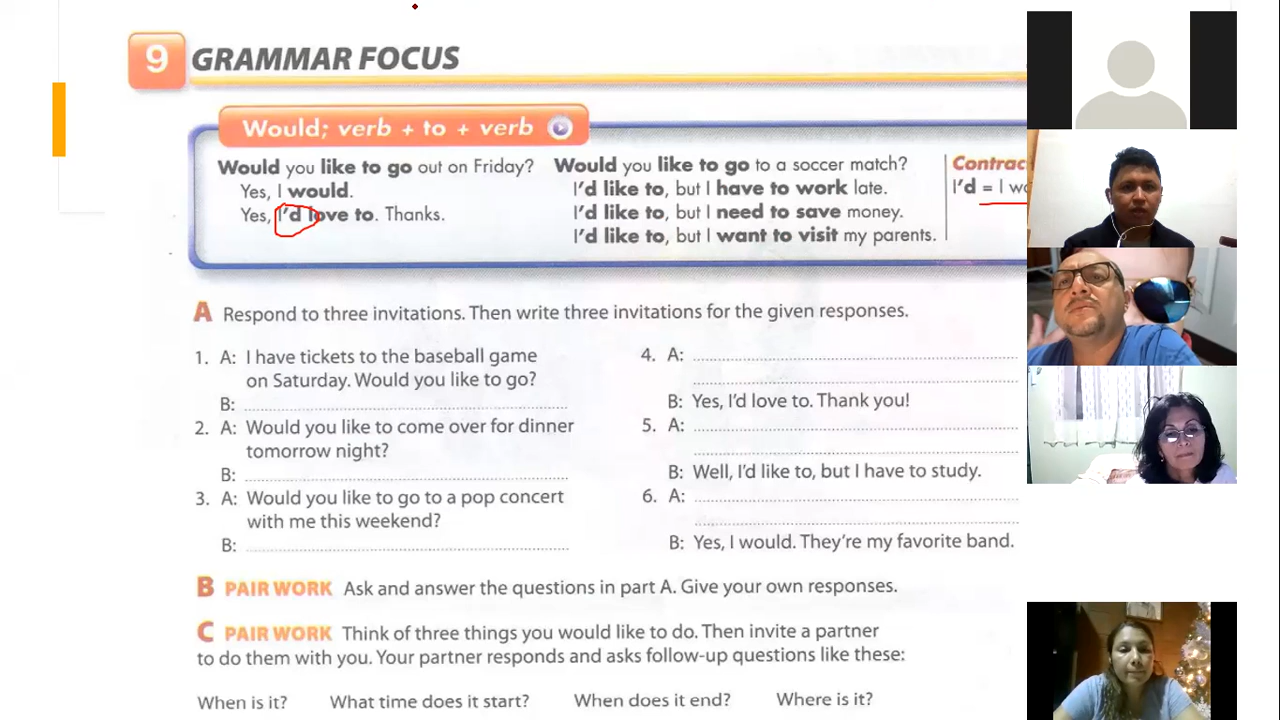 9 GRAMMAR FOCUS
Would; verb + to + verb
Would you like to go out on Friday?
Yes, I would.
Yes, I'd love to. Thanks.
Would you like to go to a soccer match?
I'd like to, but I have to work late.
I'd like to, but I need to save money.
I'd like to, but I want to visit my parents.
Contrac
I'd = I wo
A Respond to three invitations. Then write three invitations for the given responses.
1. A: I have tickets to the baseball game
on Saturday. Would you like to go?
B:
2. A: Would you like to come over for dinner
tomorrow night?
B:
3. A: Would you like to go to a pop concert
with me this weekend?
B:
4. A:
B: Yes, I'd love to. Thank you!
5. A:
B: Well, I'd like to, but I have to study.
6. A:
B: Yes, I would. They're my favorite band.
B PAIR WORK Ask and answer the questions in part A. Give your own responses.
C PAIR WORK Think of three things you would like to do. Then invite a partner
to do them with you. Your partner responds and asks follow-up questions like these:
When is it? What time does it start? When does it end? Where is it?